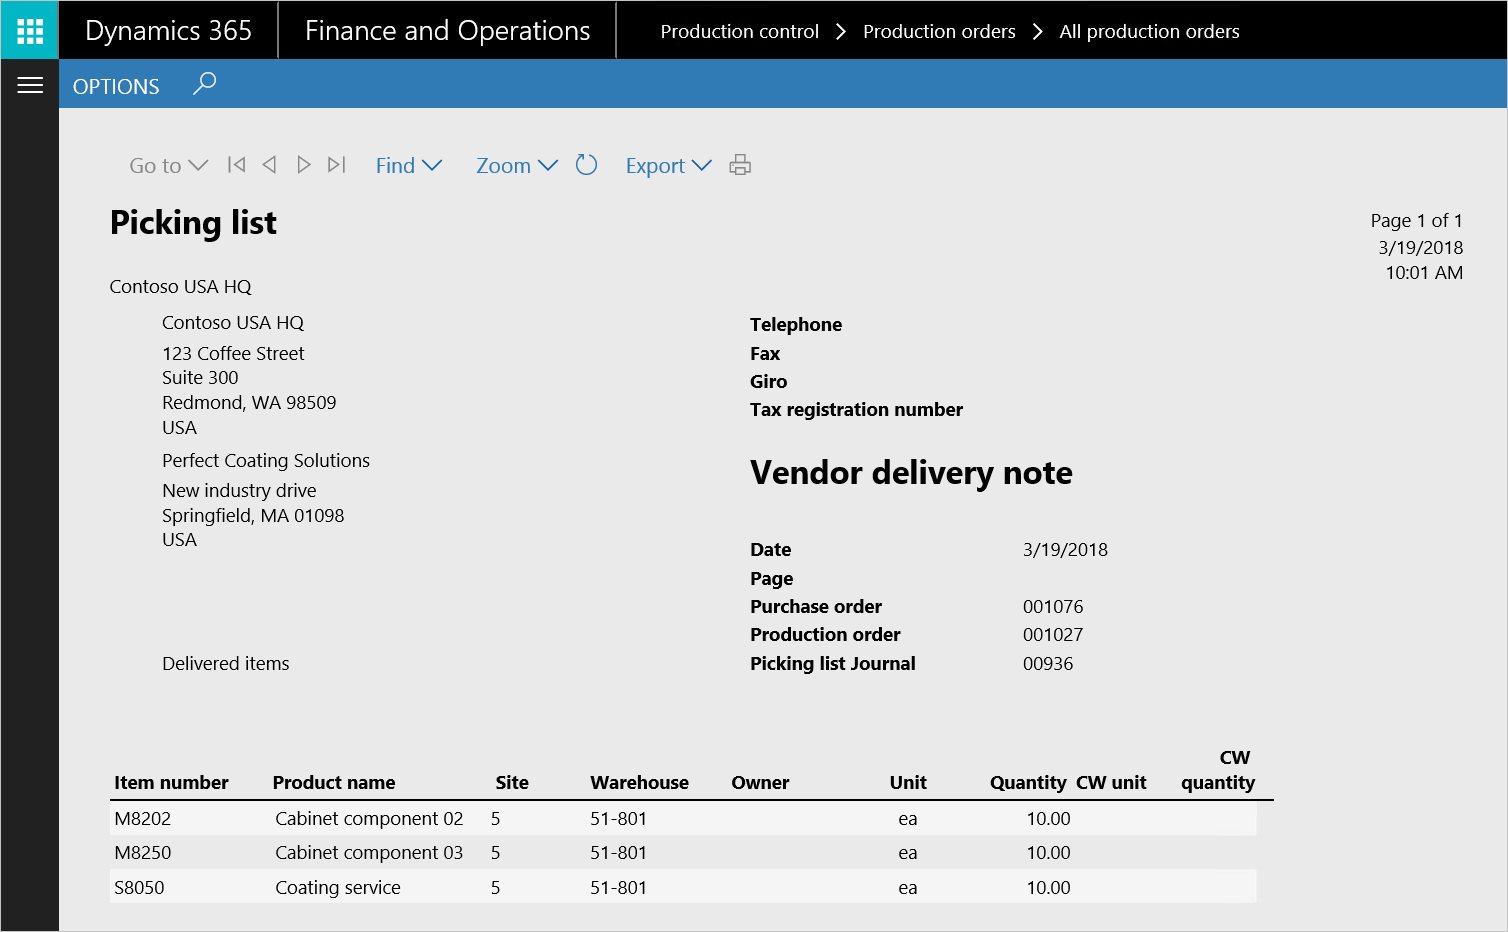 Dynamics 365 Finance and Operations Production control Production orders All production orders
OPTIONS
Go to Find Zoom Export
Picking list
Page 1 of 1
3/19/2018
10:01 AM
Contoso USA HQ
Contoso USA HQ
123 Coffee Street
Suite 300
Redmond, WA 98509
USA
Perfect Coating Solutions
New industry drive
Springfield, MA 01098
USA
Telephone
Fax
Giro
Tax registration number
Vendor delivery note
Date 3/19/2018
Page
Purchase order 001076
Production order 001027
Picking list Journal 00936
Delivered items
Item number Product name Site Warehouse Owner Unit Quantity CW unit CW quantity
M8202 Cabinet component 02 5 51-801 ea 10.00
M8250 Cabinet component 03 5 51-801 ea 10.00
S8050 Coating service 5 51-801 ea 10.00